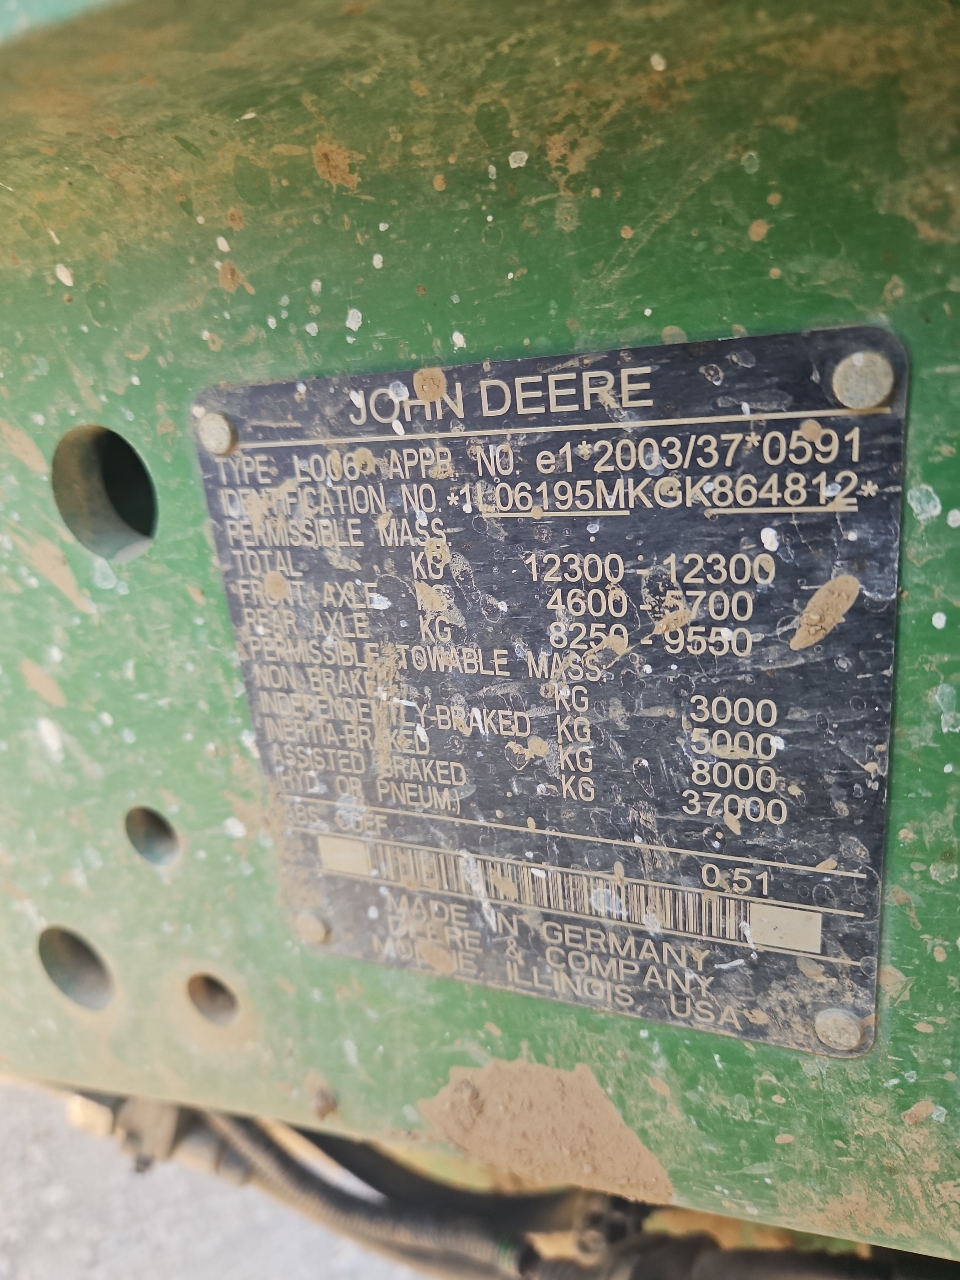 JOHN DEERE
TYPE L0060 APPR. NO. e1*2003/37*0591
IDENTIFICATION NO. *1L06195MKGK864812*
PERMISSIBLE MASS:
TOTAL KG 12300 - 12300
FRONT AXLE KG 4600 - 5700
REAR AXLE KG 8250 - 9550
PERMISSIBLE TOWABLE MASS:
NON BRAKED KG 3000
INDEPENDENTLY-BRAKED KG 5000
INERTIA-BRAKED KG 8000
ASSISTED BRAKED KG 37000
(HYD. OR PNEUM.)
0.51
MADE IN GERMANY
DEERE & COMPANY
MOLINE, ILLINOIS USA